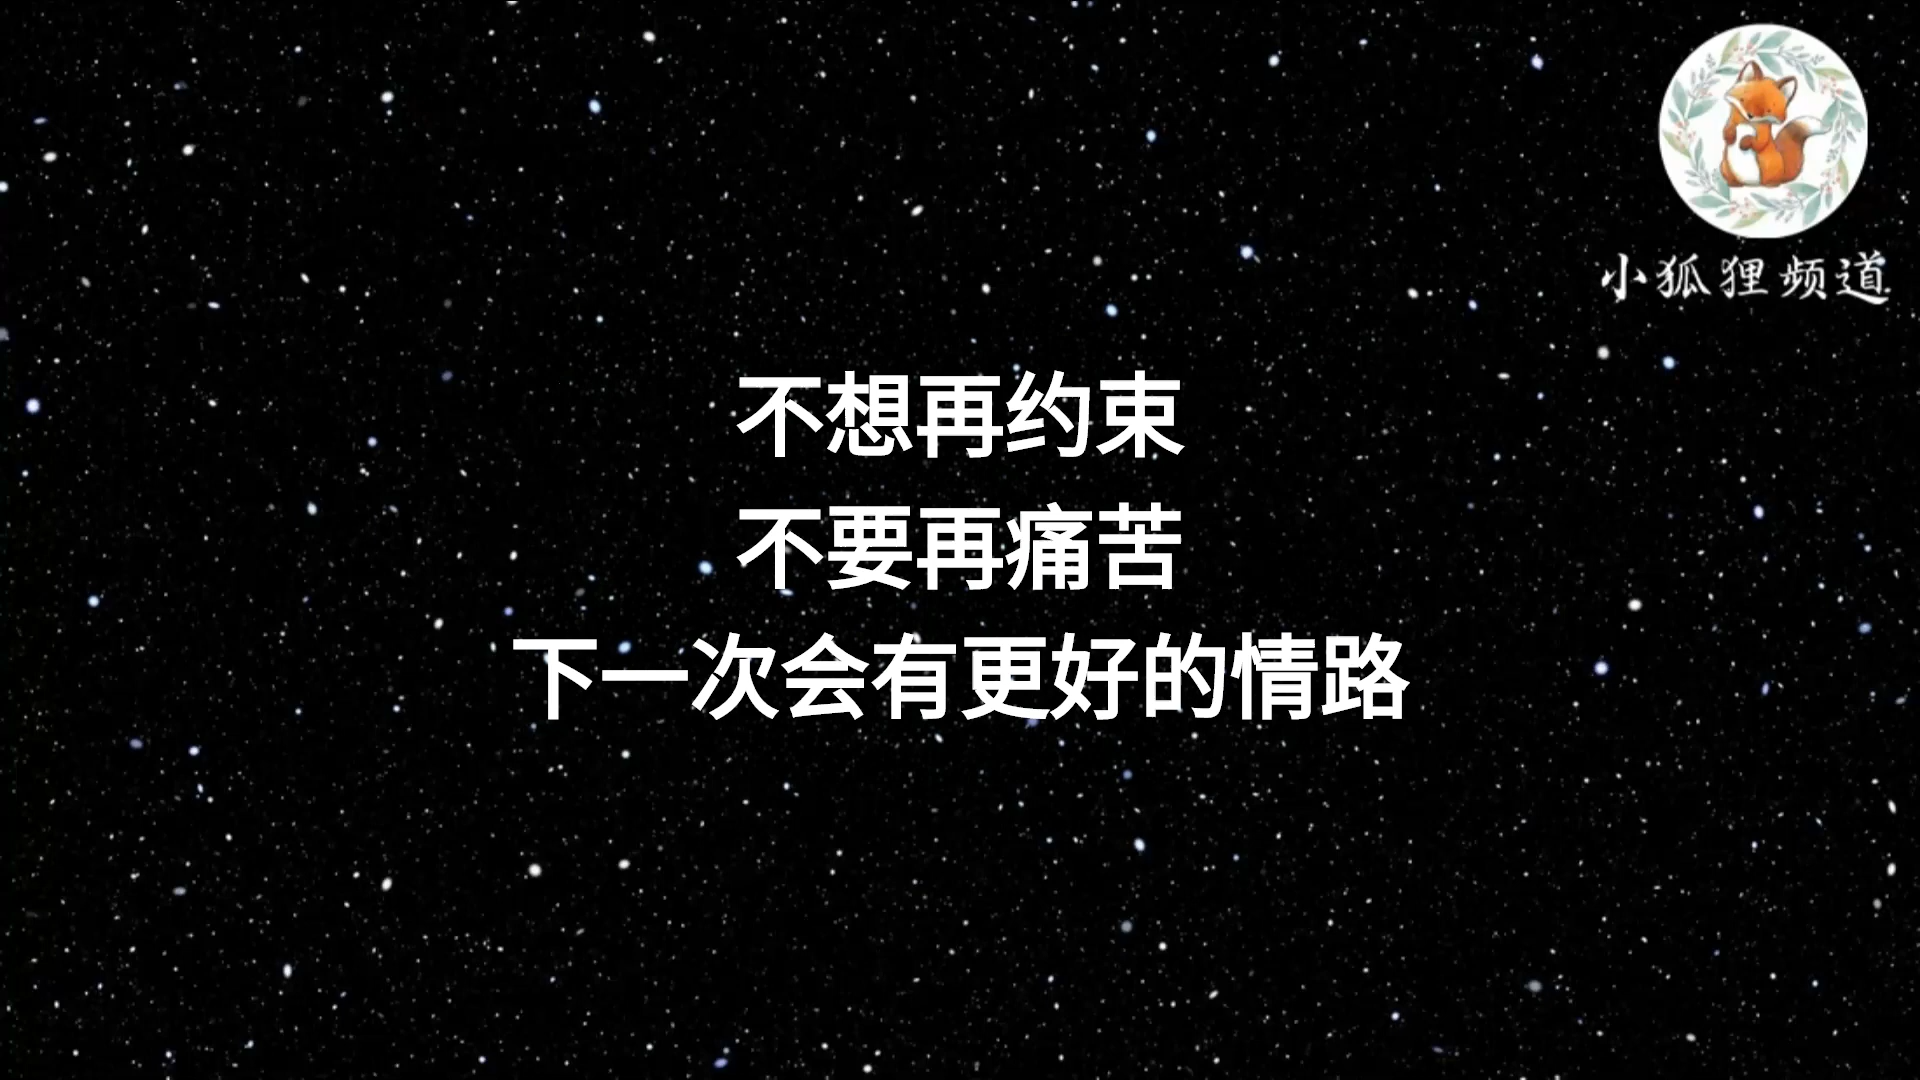 小狐狸频道
不想再约束
不要再痛苦
下一次会有更好的情路